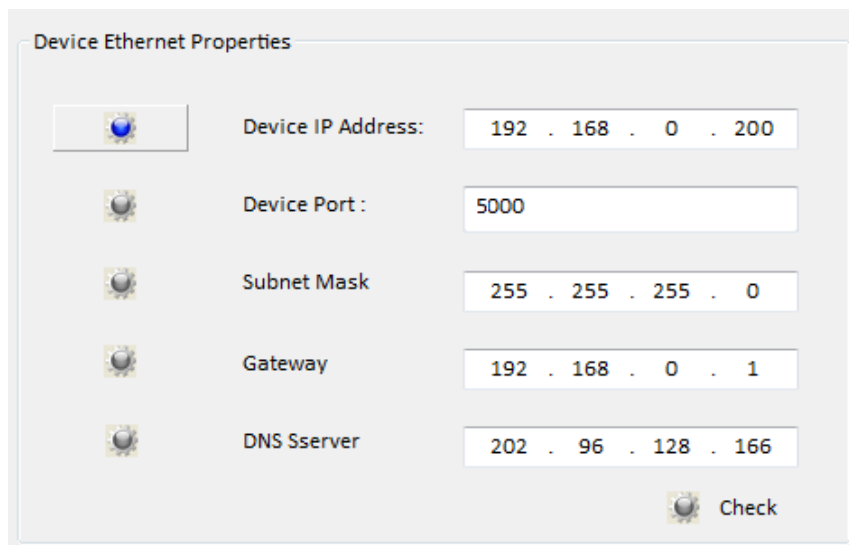 Device Ethernet Properties
Device IP Address: 192 . 168 . 0 . 200
Device Port : 5000
Subnet Mask 255 . 255 . 255 . 0
Gateway 192 . 168 . 0 . 1
DNS Sserver 202 . 96 . 128 . 166
Check